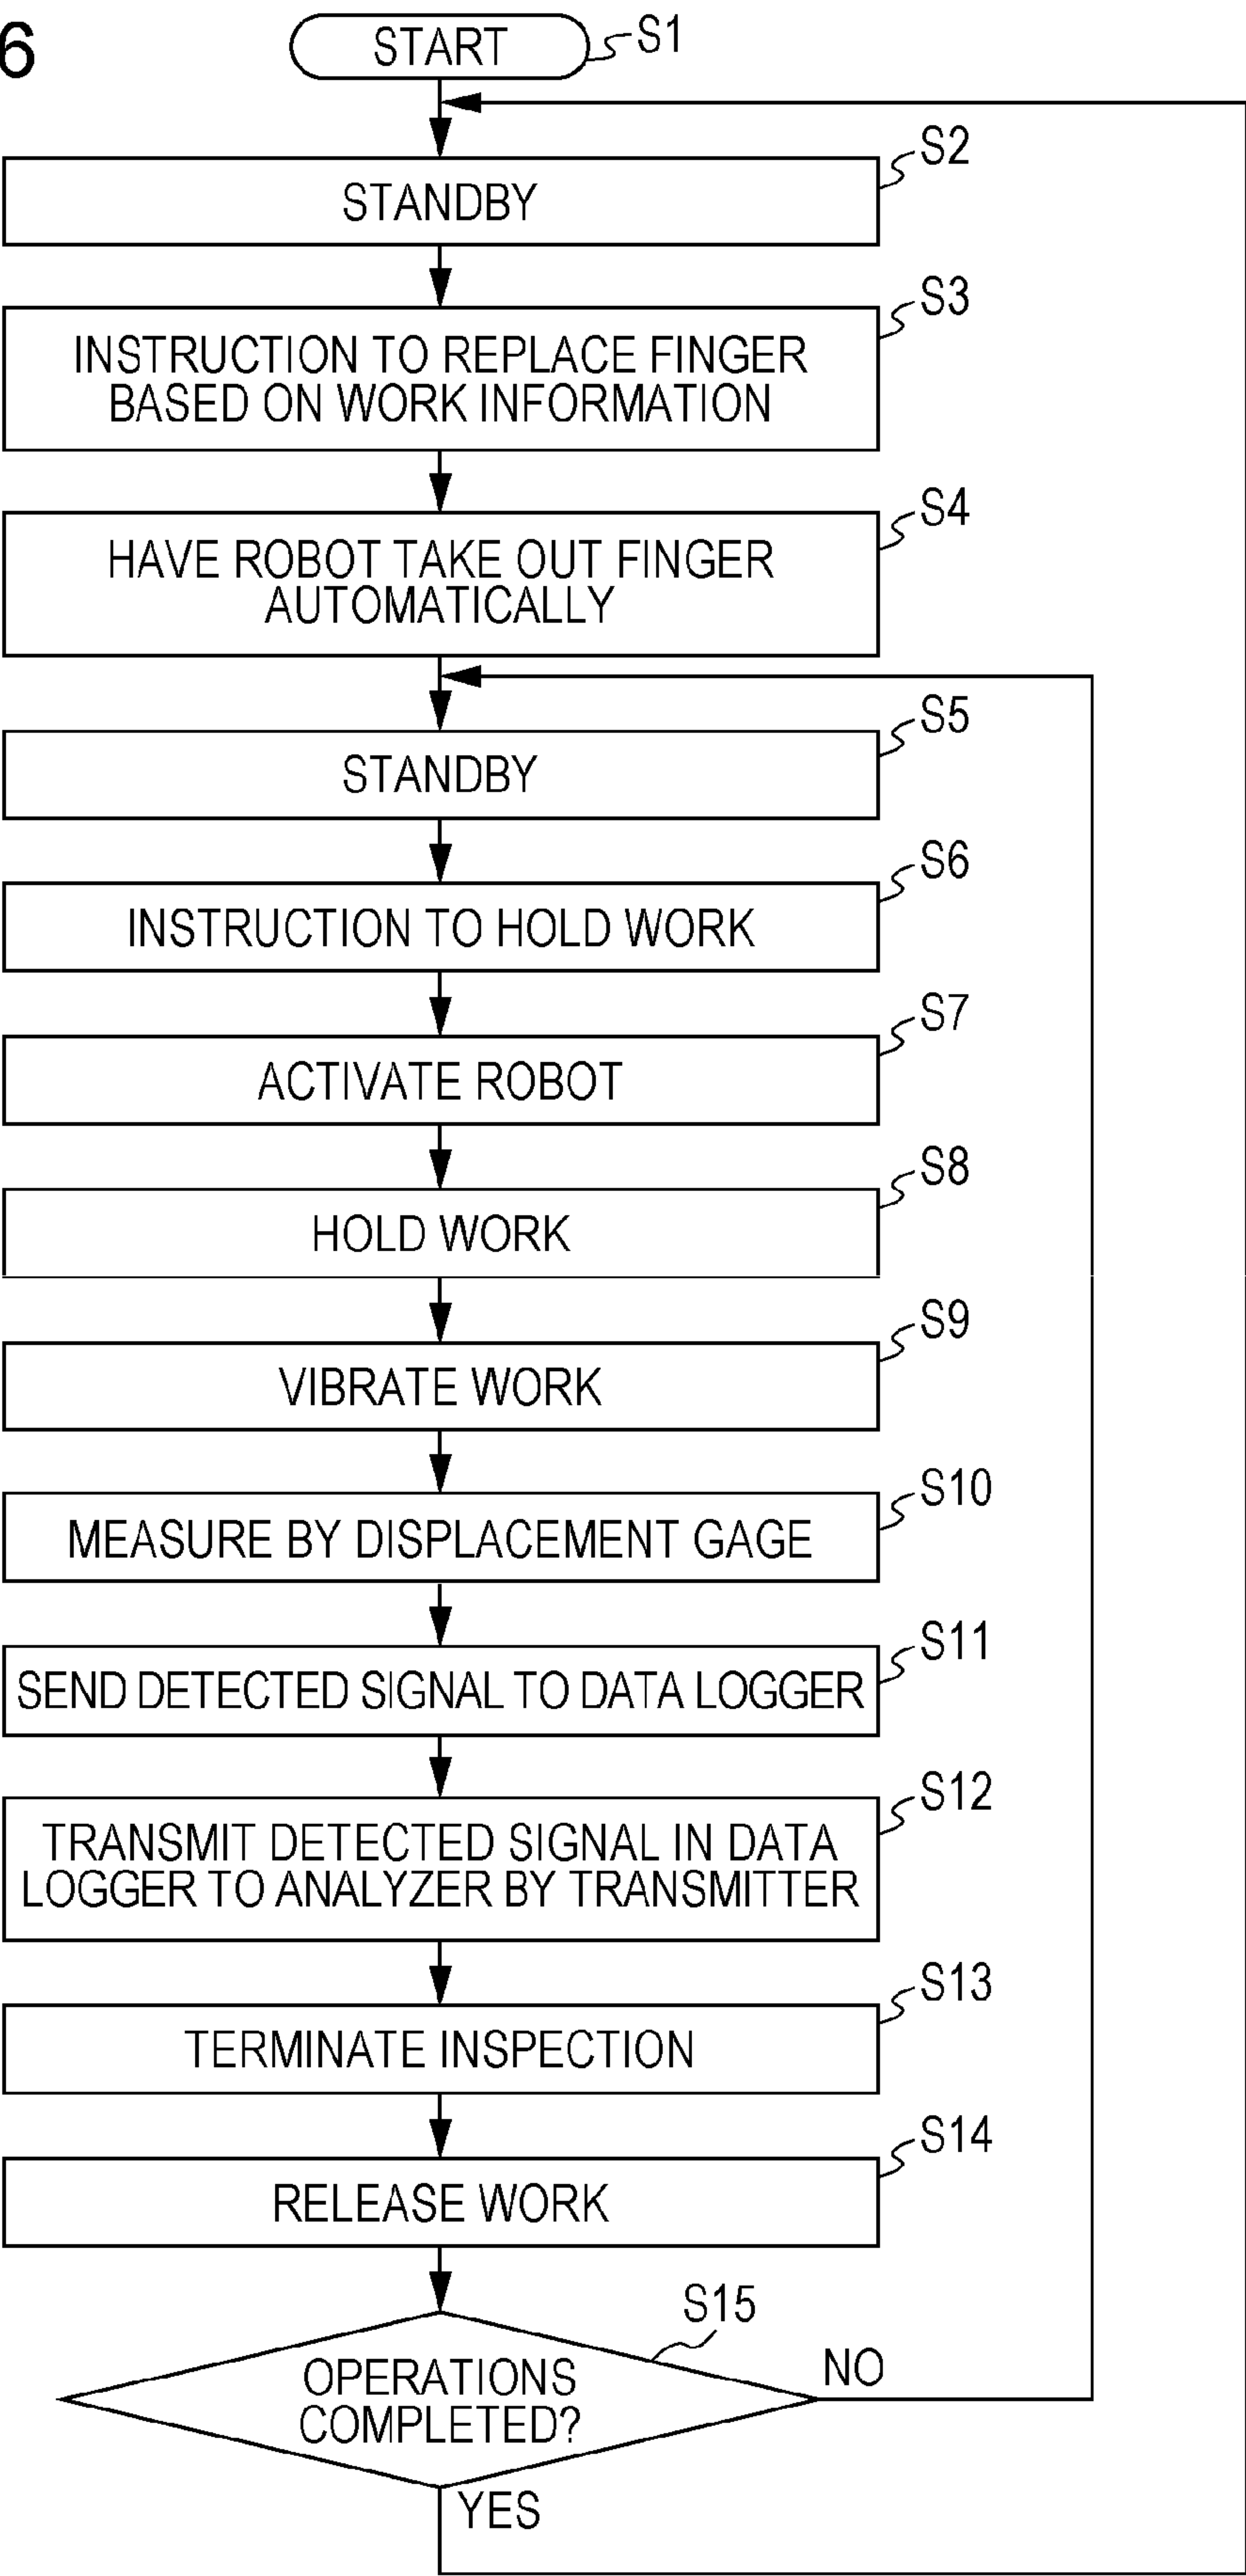 6
START
S1
S2
STANDBY
S3
INSTRUCTION TO REPLACE FINGER
BASED ON WORK INFORMATION
S4
HAVE ROBOT TAKE OUT FINGER
AUTOMATICALLY
S5
STANDBY
S6
INSTRUCTION TO HOLD WORK
S7
ACTIVATE ROBOT
S8
HOLD WORK
S9
VIBRATE WORK
S10
MEASURE BY DISPLACEMENT GAGE
S11
SEND DETECTED SIGNAL TO DATA LOGGER
S12
TRANSMIT DETECTED SIGNAL IN DATA
LOGGER TO ANALYZER BY TRANSMITTER
S13
TERMINATE INSPECTION
S14
RELEASE WORK
S15
OPERATIONS
COMPLETED?
NO
YES